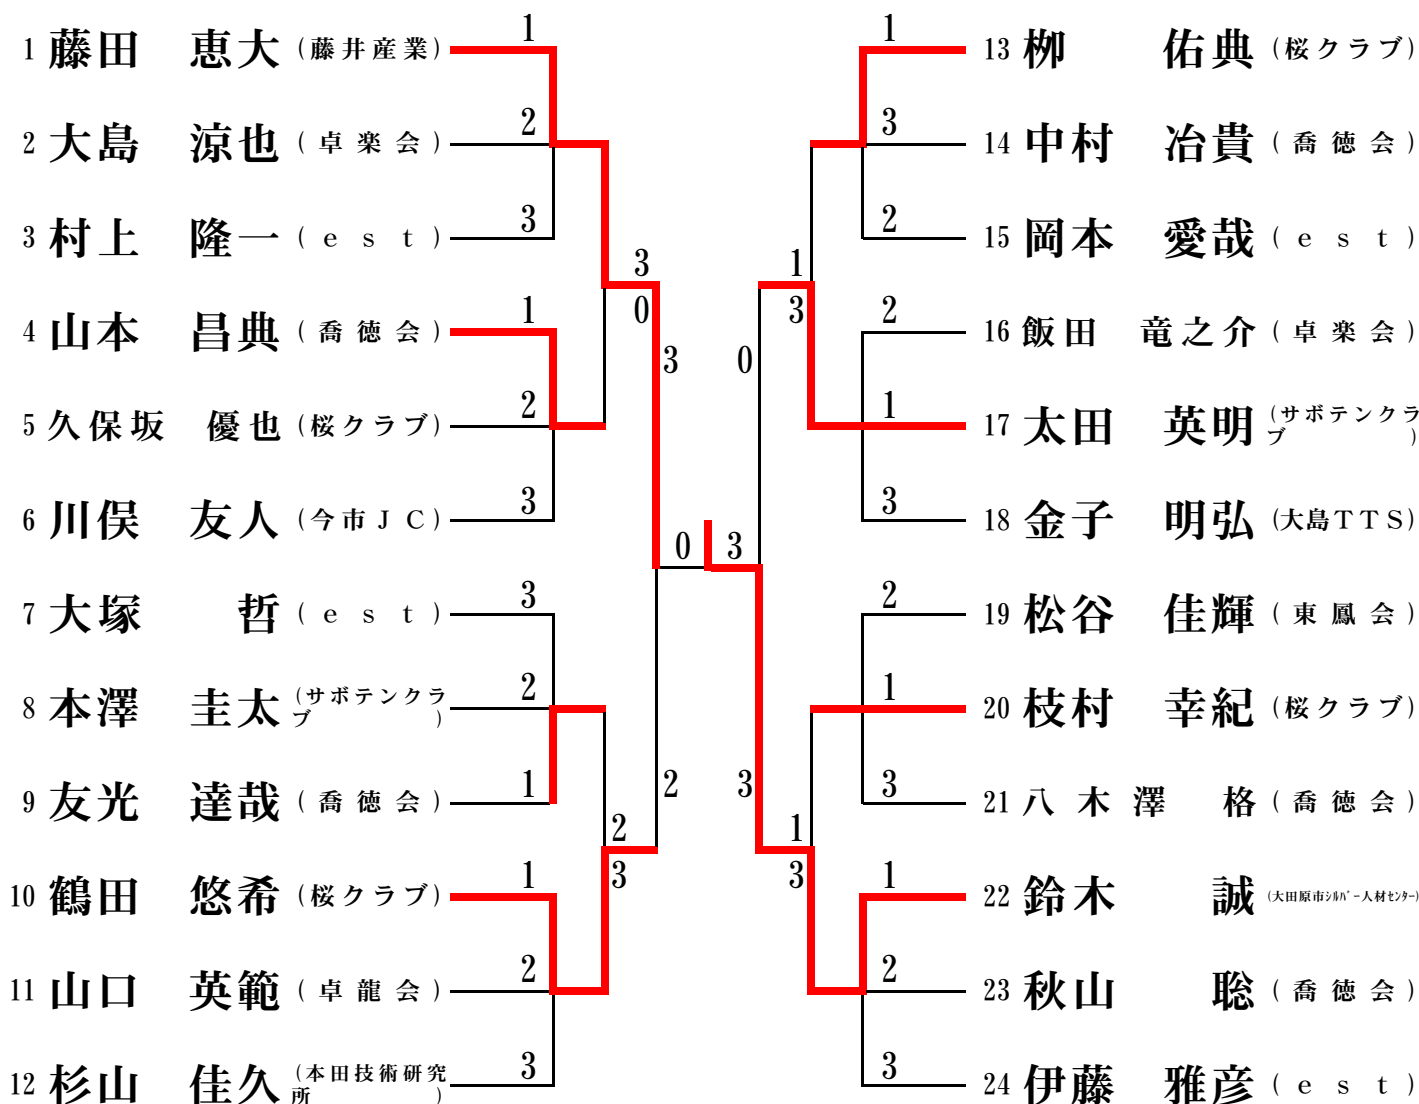 1 藤田 恵大 (藤井産業) 1
2 大島 涼也 (卓楽会) 2
3 村上 隆一 (est) 3
4 山本 昌典 (喬徳会) 1
5 久保坂 優也 (桜クラブ) 2
6 川俣 友人 (今市JC) 3
7 大塚 哲 (est) 3
8 本澤 圭太 (サボテンクラブ) 2
9 友光 達哉 (喬徳会) 1
10 鶴田 悠希 (桜クラブ) 1
11 山口 英範 (卓龍会) 2
12 杉山 佳久 (本田技術研究所) 3
3
0
3
2
3
2
0
3
0
3
1
3
1
3
1 13 栁 佑典 (桜クラブ)
3 14 中村 冶貴 (喬徳会)
2 15 岡本 愛哉 (est)
2 16 飯田 竜之介 (卓楽会)
1 17 太田 英明 (サボテンクラブ)
3 18 金子 明弘 (大島TTS)
2 19 松谷 佳輝 (東鳳会)
1 20 枝村 幸紀 (桜クラブ)
3 21 八木澤 格 (喬徳会)
1 22 鈴木 誠 (大田原市ｼﾙﾊﾞｰ人材ｾﾝﾀｰ)
2 23 秋山 聡 (喬徳会)
3 24 伊藤 雅彦 (est)